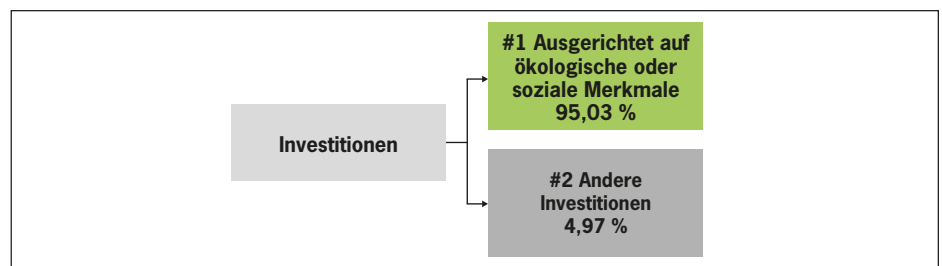 Investitionen
#1 Ausgerichtet auf
ökologische oder
soziale Merkmale
95,03 %
#2 Andere
Investitionen
4,97 %